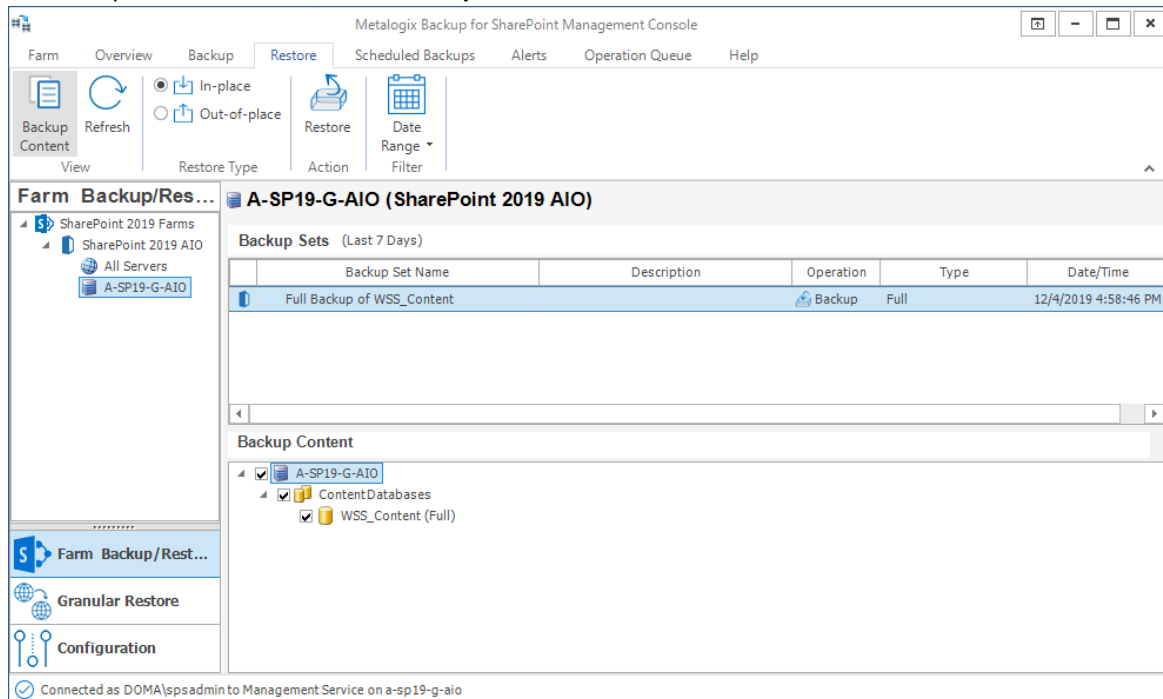 Metalogix Backup for SharePoint Management Console
Farm Overview Backup Restore Scheduled Backups Alerts Operation Queue Help
Backup Content
Refresh
In-place
Out-of-place
Restore
Date Range
View Restore Type Action Filter
Farm Backup/Res...
SharePoint 2019 Farms
SharePoint 2019 AIO
All Servers
A-SP19-G-AIO
A-SP19-G-AIO (SharePoint 2019 AIO)
Backup Sets (Last 7 Days)
Backup Set Name Description Operation Type Date/Time
Full Backup of WSS_Content Backup Full 12/4/2019 4:58:46 PM
Backup Content
A-SP19-G-AIO
ContentDatabases
WSS_Content (Full)
Farm Backup/Rest...
Granular Restore
Configuration
Connected as DOMA\spsadmin to Management Service on a-sp19-g-aio